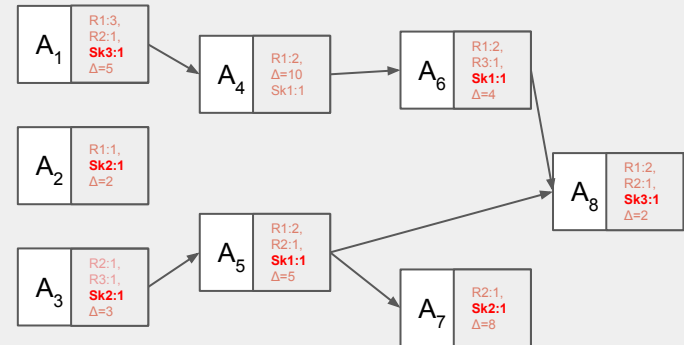 A1
R1:3,
R2:1,
Sk3:1
Δ=5
A4
R1:2,
Δ=10
Sk1:1
A6
R1:2,
R3:1,
Sk1:1
Δ=4
A2
R1:1,
Sk2:1
Δ=2
A8
R1:2,
R2:1,
Sk3:1
Δ=2
A3
R2:1,
R3:1,
Sk2:1
Δ=3
A5
R1:2,
R2:1,
Sk1:1
Δ=5
A7
R2:1,
Sk2:1
Δ=8